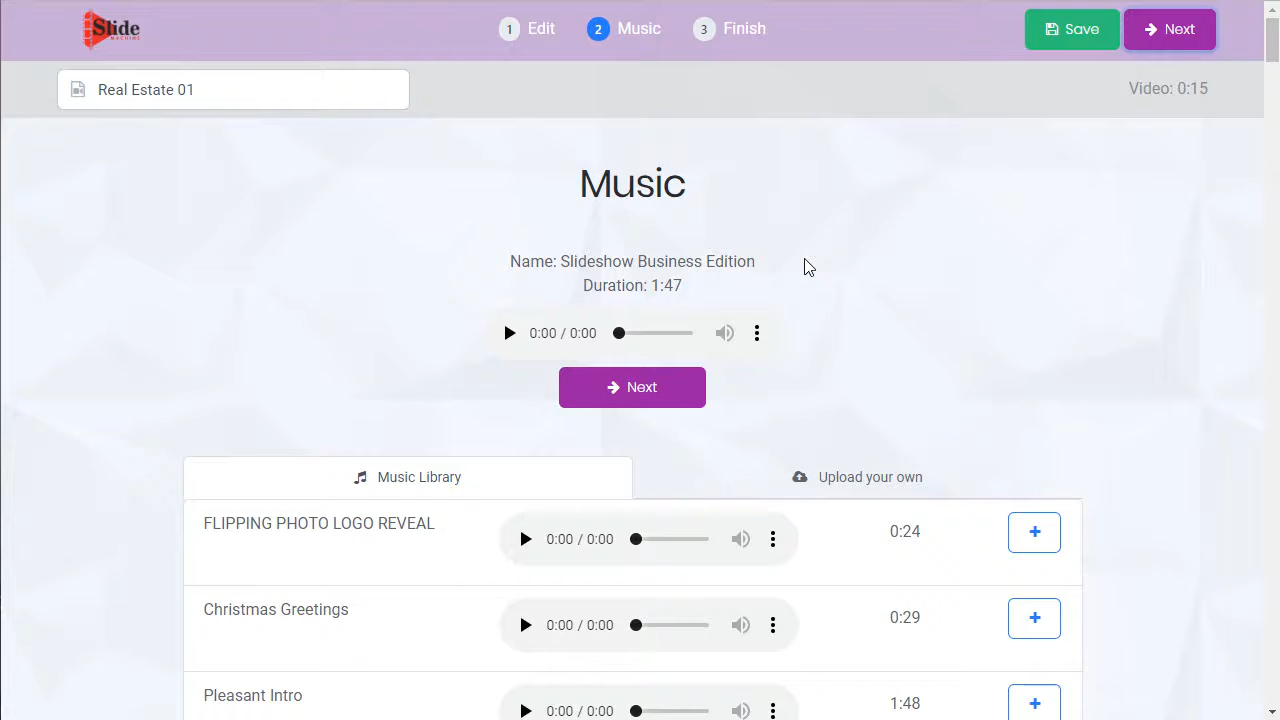 Slide
MACHINE
1 Edit
2 Music
3 Finish
Save
Next
Real Estate 01
Video: 0:15
Music
Name: Slideshow Business Edition
Duration: 1:47
0:00 / 0:00
Next
Music Library
Upload your own
FLIPPING PHOTO LOGO REVEAL
0:00 / 0:00
0:24
+
Christmas Greetings
0:00 / 0:00
0:29
+
Pleasant Intro
0:00 / 0:00
1:48
+